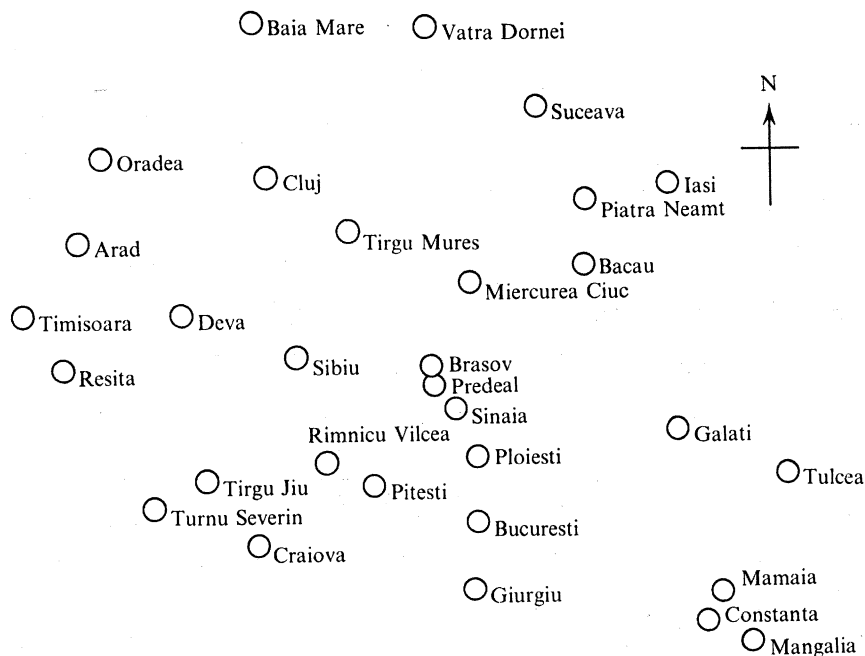 Baia Mare
Vatra Dornei
N
Suceava
Oradea
Cluj
Iasi
Piatra Neamt
Arad
Tirgu Mures
Bacau
Miercurea Ciuc
Timisoara
Deva
Sibiu
Brasov
Resita
Predeal
Sinaia
Rimnicu Vilcea
Galati
Ploiesti
Tulcea
Tirgu Jiu
Pitesti
Turnu Severin
Bucuresti
Craiova
Mamaia
Giurgiu
Constanta
Mangalia